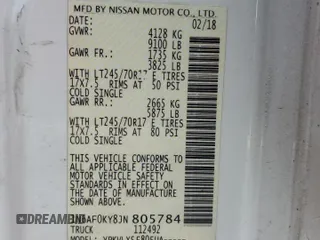 MFD BY NISSAN MOTOR CO., LTD.
02/18
GVWR: 4128 KG
9100 LB
GAWR FR.: 1735 KG
3825 LB
WITH LT245/70R17 E TIRES
17X7.5 RIMS AT 50 PSI
COLD SINGLE
GAWR RR.: 2665 KG
5875 LB
WITH LT245/70R17 E TIRES
17X7.5 RIMS AT 80 PSI
COLD SINGLE
THIS VEHICLE CONFORMS TO ALL
APPLICABLE FEDERAL MOTOR
VEHICLE SAFETY STANDARDS IN
EFFECT ON THE DATE OF
MANUFACTURE SHOWN ABOVE.
805784
TRUCK 112492
DREAMBID